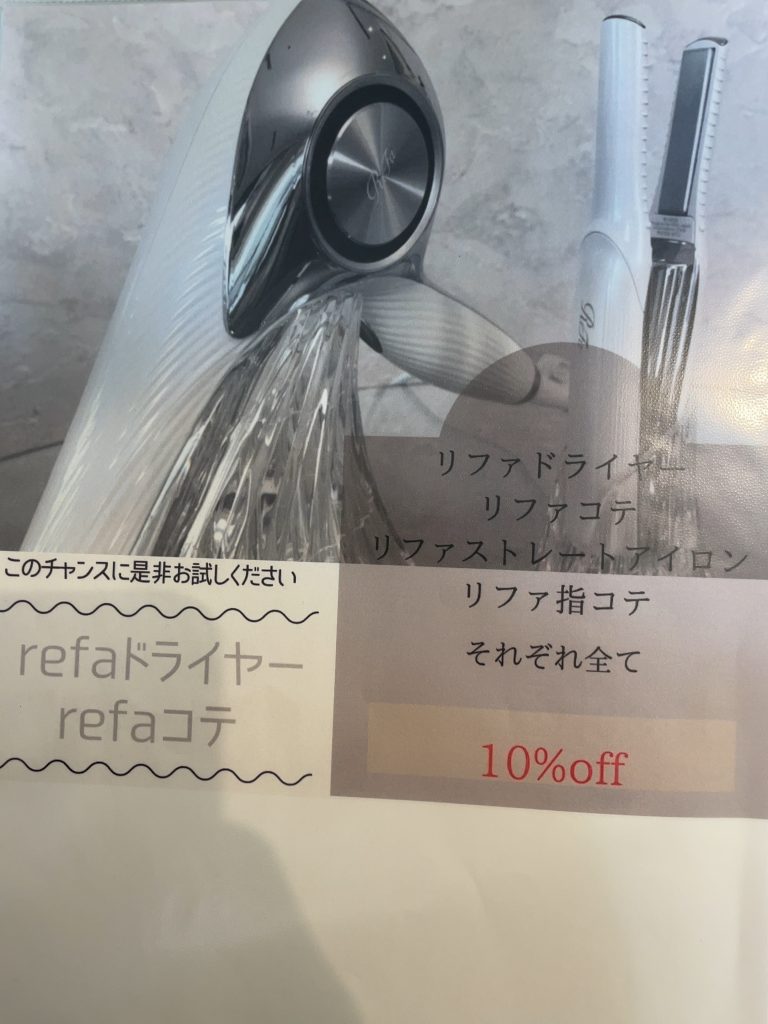 ReFa
ReFa
リファドライヤー
リファコテ
リファストレートアイロン
リファ指コテ
それぞれ全て
10%off
このチャンスに是非お試しください
refaドライヤー
refaコテ